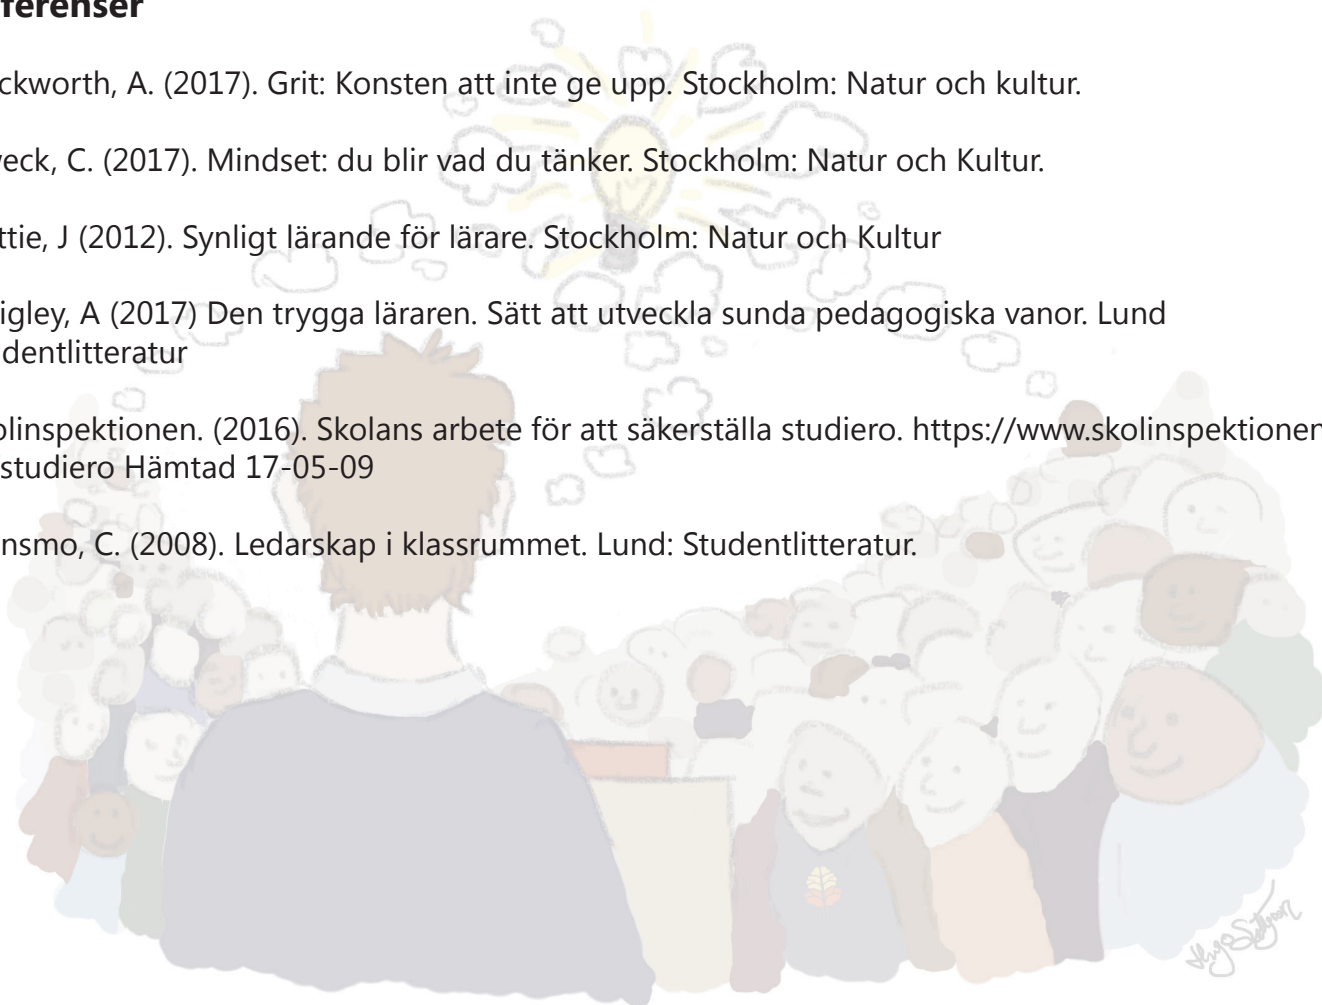 ferenser
ckworth, A. (2017). Grit: Konsten att inte ge upp. Stockholm: Natur och kultur.
eck, C. (2017). Mindset: du blir vad du tänker. Stockholm: Natur och Kultur.
ttie, J (2012). Synligt lärande för lärare. Stockholm: Natur och Kultur
igley, A (2017) Den trygga läraren. Sätt att utveckla sunda pedagogiska vanor. Lund
dentlitteratur
olinspektionen. (2016). Skolans arbete för att säkerställa studiero. https://www.skolinspektionen
studiero Hämtad 17-05-09
nsmo, C. (2008). Ledarskap i klassrummet. Lund: Studentlitteratur.